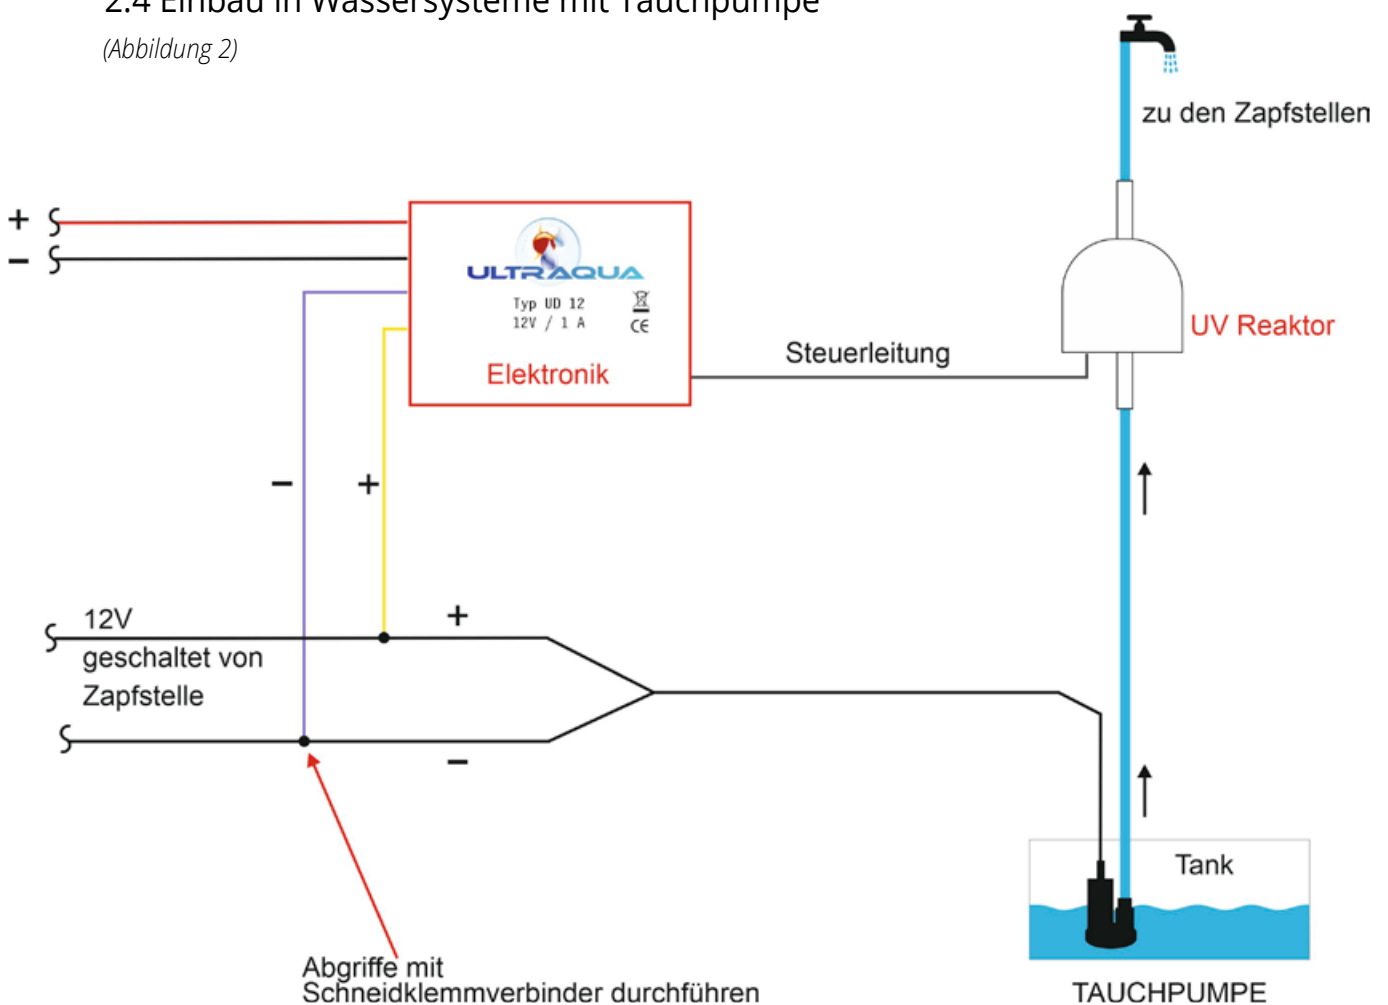 2.4 Einbau in Wassersysteme mit Tauchpumpe
(Abbildung 2)
zu den Zapfstellen
+
−
ULTRAQUA
Typ UD 12
12V / 1 A
CE
Elektronik
Steuerleitung
UV Reaktor
− +
12V
+
geschaltet von
Zapfstelle
−
Tank
Abgriffe mit
Schneidklemmverbinder durchführen
TAUCHPUMPE